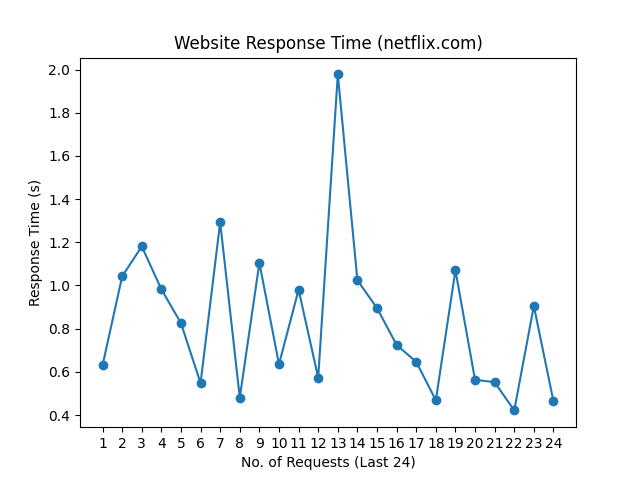 Website Response Time (netflix.com)
Response Time (s)
2.0
1.8
1.6
1.4
1.2
1.0
0.8
0.6
0.4
1 2 3 4 5 6 7 8 9 10 11 12 13 14 15 16 17 18 19 20 21 22 23 24
No. of Requests (Last 24)